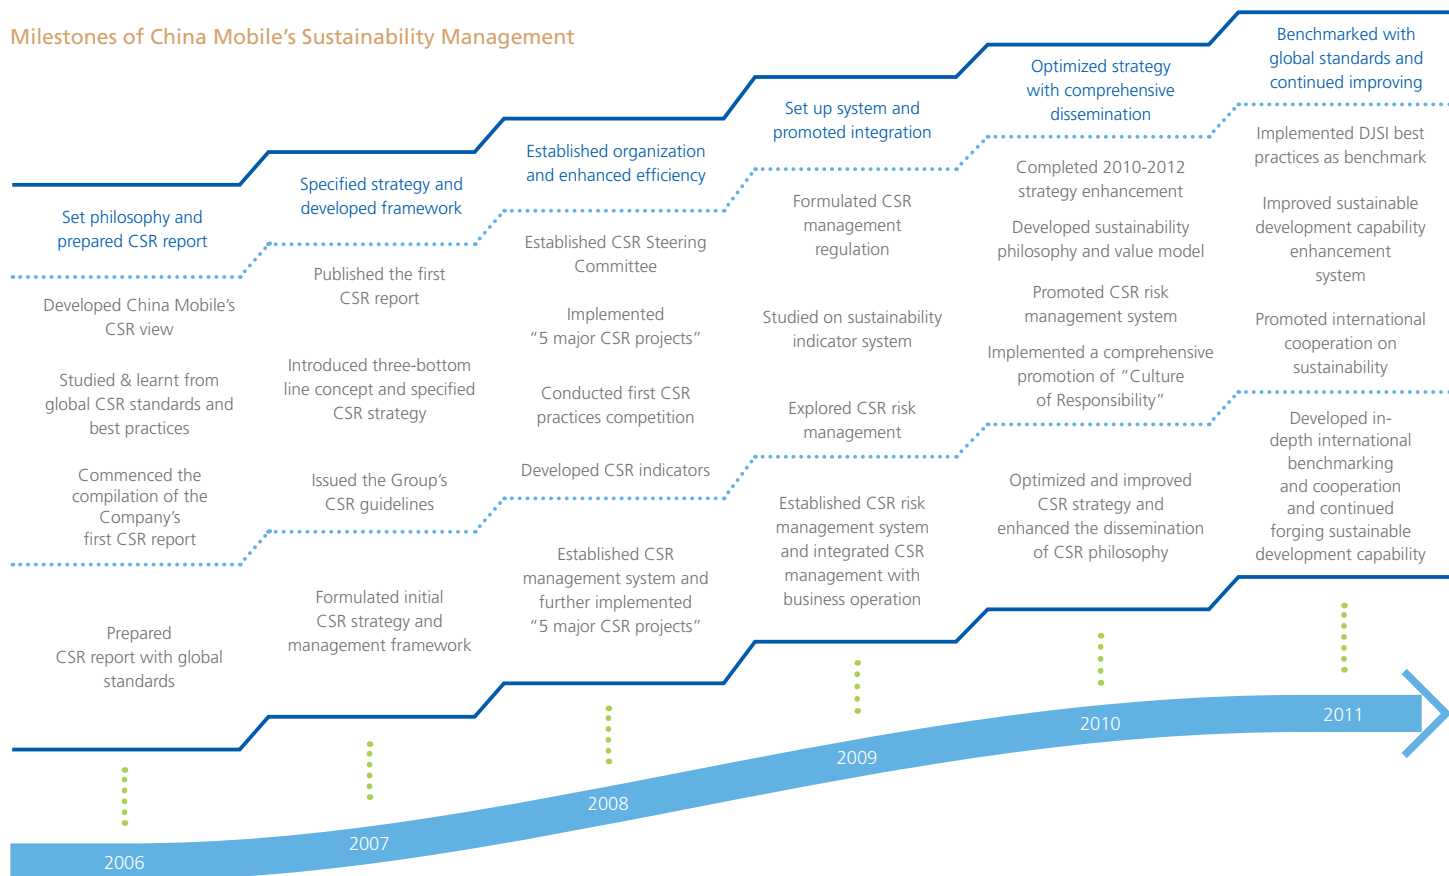 Milestones of China Mobile's Sustainability Management
Set philosophy and
prepared CSR report
Developed China Mobile's
CSR view
Studied & learnt from
global CSR standards and
best practices
Commenced the
compilation of the
Company's
first CSR report
Prepared
CSR report with global
standards
2006
Specified strategy and
developed framework
Published the first
CSR report
Introduced three-bottom
line concept and specified
CSR strategy
Issued the Group's
CSR guidelines
Formulated initial
CSR strategy and
management framework
2007
Established organization
and enhanced efficiency
Established CSR Steering
Committee
Implemented
"5 major CSR projects"
Conducted first CSR
practices competition
Developed CSR indicators
Established CSR
management system and
further implemented
"5 major CSR projects"
2008
Set up system and
promoted integration
Formulated CSR
management
regulation
Studied on sustainability
indicator system
Explored CSR risk
management
Established CSR risk
management system
and integrated CSR
management with
business operation
2009
Optimized strategy
with comprehensive
dissemination
Completed 2010-2012
strategy enhancement
Developed sustainability
philosophy and value model
Promoted CSR risk
management system
Implemented a comprehensive
promotion of "Culture
of Responsibility"
Optimized and improved
CSR strategy and
enhanced the dissemination
of CSR philosophy
2010
Benchmarked with
global standards and
continued improving
Implemented DJSI best
practices as benchmark
Improved sustainable
development capability
enhancement
system
Promoted international
cooperation on
sustainability
Developed in-
depth international
benchmarking
and cooperation
and continued
forging sustainable
development capability
2011